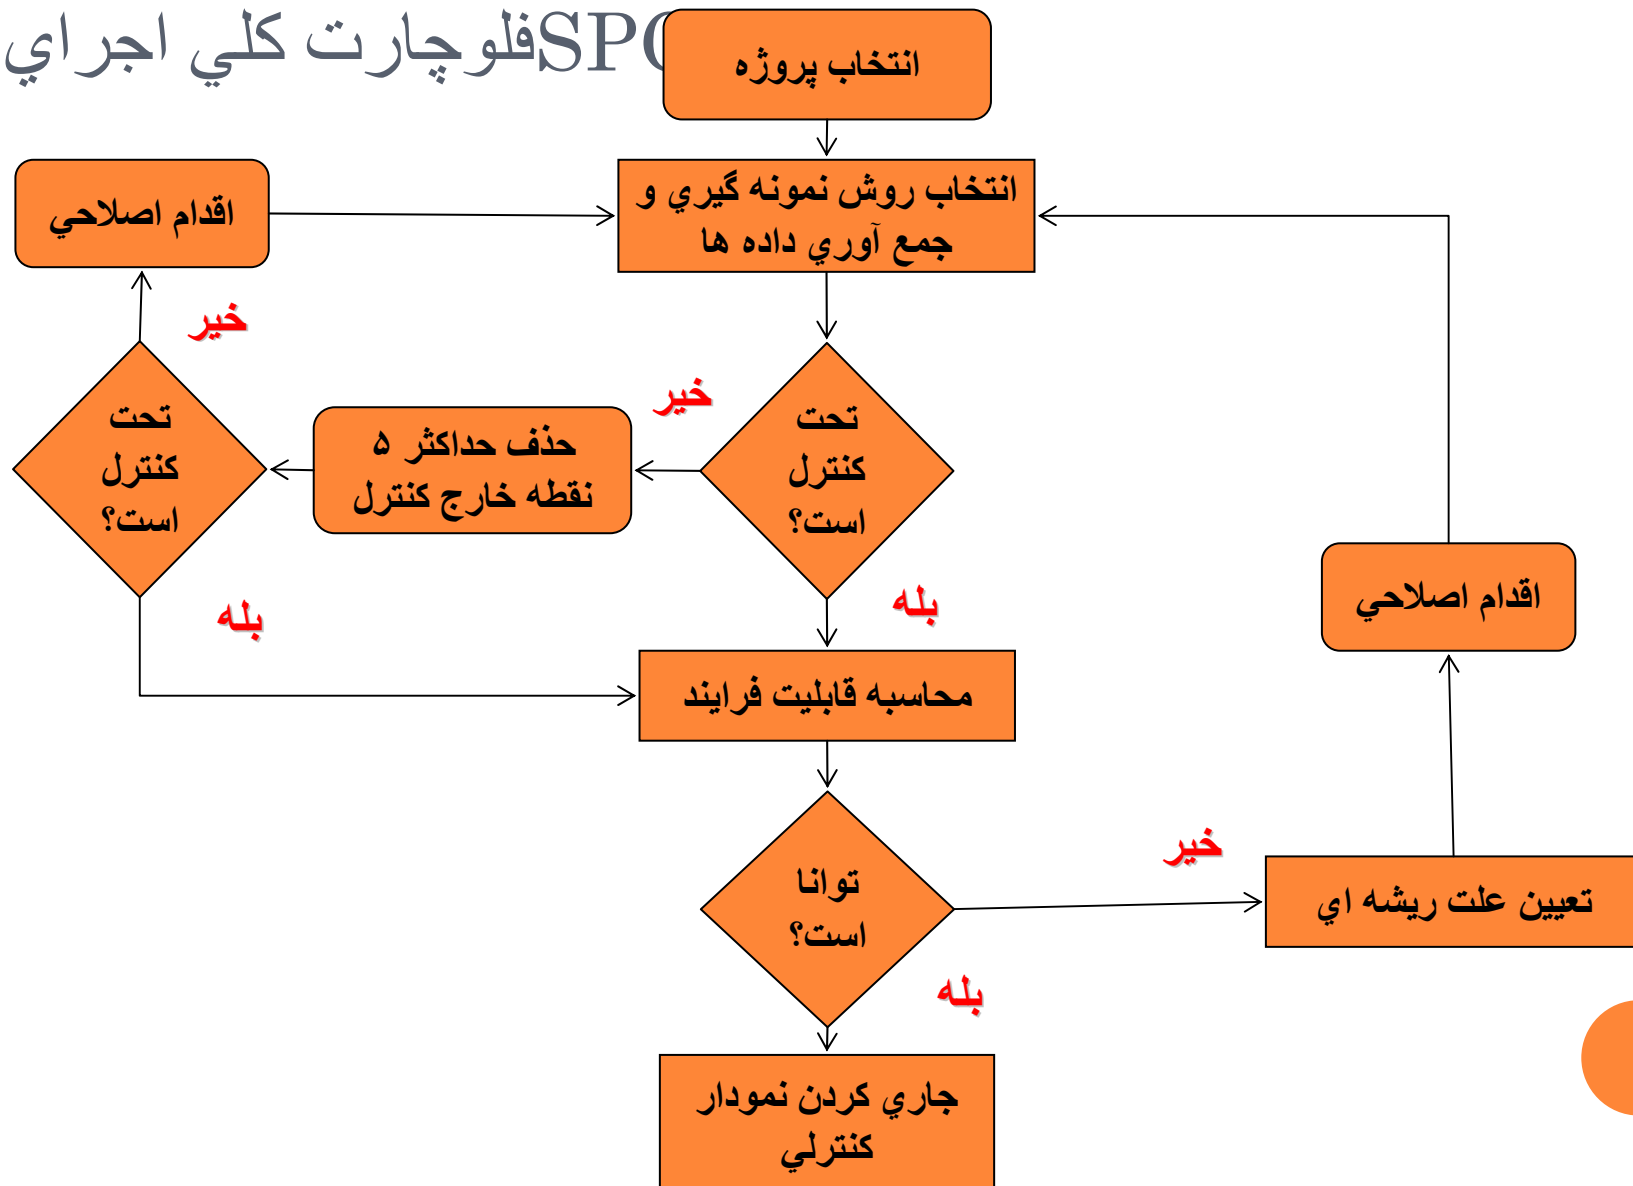 فلوچارت كلي اجراي SPC
انتخاب پروژه
انتخاب روش نمونه گيري و
جمع آوري داده ها
اقدام اصلاحي
خير
خير
تحت
كنترل
است؟
حذف حداكثر ۵
نقطه خارج كنترل
تحت
كنترل
است؟
بله
بله
اقدام اصلاحي
محاسبه قابليت فرايند
توانا
است؟
خير
تعيين علت ريشه اي
بله
جاري كردن نمودار
كنترلي